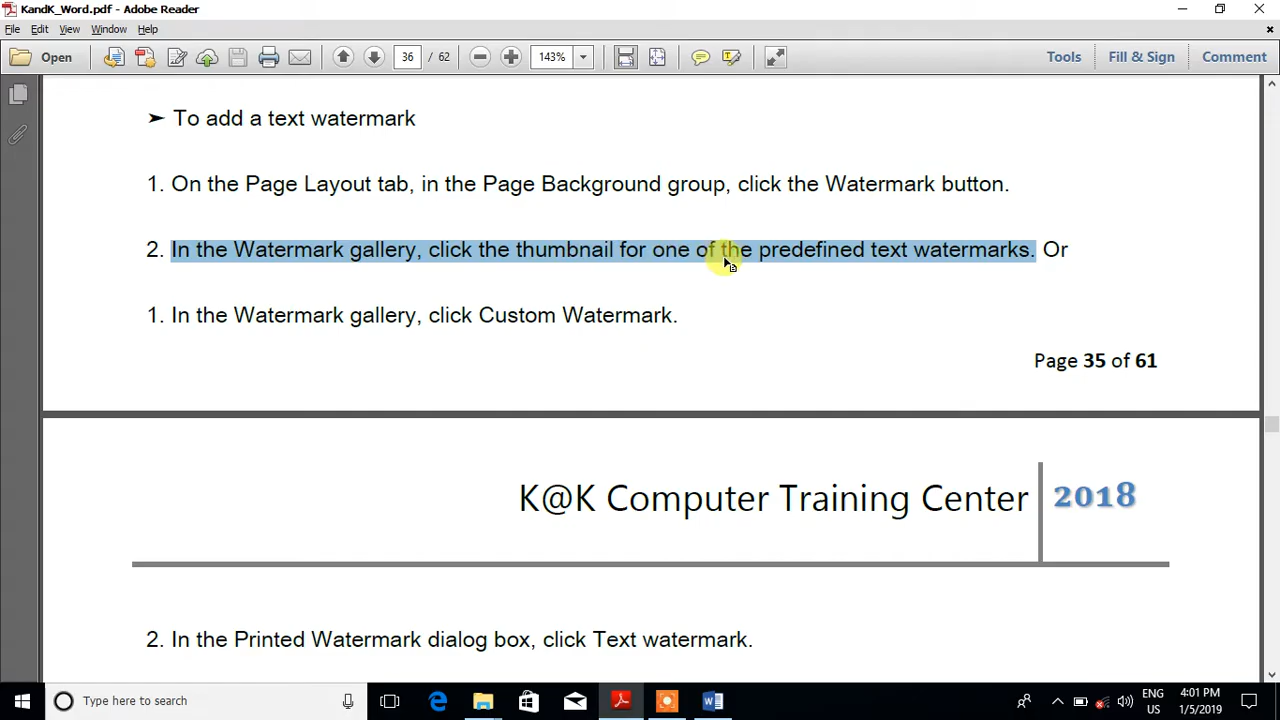 KandK_Word.pdf - Adobe Reader
File Edit View Window Help
Open 36 / 62 143% Tools Fill & Sign Comment
➤ To add a text watermark
1. On the Page Layout tab, in the Page Background group, click the Watermark button.
2. In the Watermark gallery, click the thumbnail for one of the predefined text watermarks. Or
1. In the Watermark gallery, click Custom Watermark.
Page 35 of 61
K@K Computer Training Center 2018
2. In the Printed Watermark dialog box, click Text watermark.
Type here to search
ENG
US
4:01 PM
1/5/2019